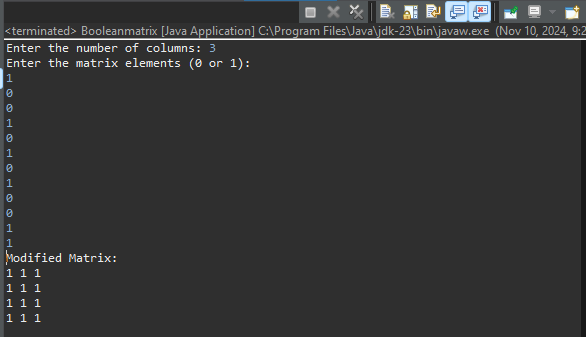 <terminated> Booleanmatrix [Java Application] C:\Program Files\Java\jdk-23\bin\javaw.exe (Nov 10, 2024, 9:2
Enter the number of columns: 3
Enter the matrix elements (0 or 1):
1
0
0
1
0
1
0
1
0
0
1
1
Modified Matrix:
1 1 1
1 1 1
1 1 1
1 1 1